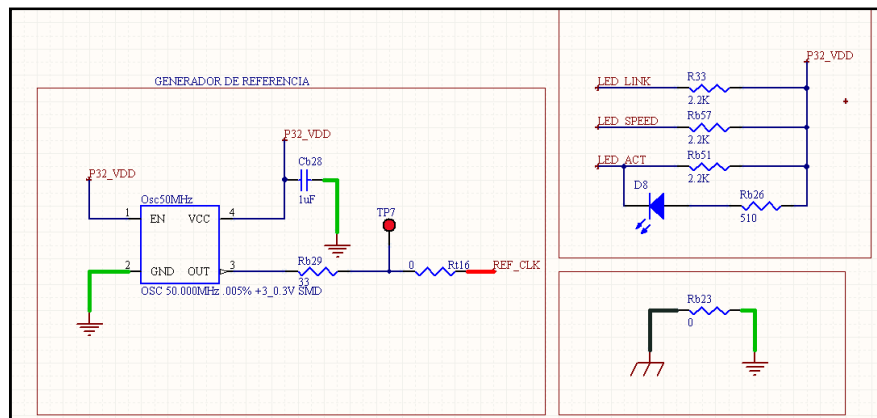 GENERADOR DE REFERENCIA
P32_VDD
P32_VDD
Cb28
1uF
Osc50MHz
1 EN VCC 4
2 GND OUT 3
OSC 50.000MHz .005% +3_0.3V SMD
Rb29
33
TP7
0 Rt16 REF_CLK
P32_VDD
LED_LINK R33
2.2K
LED_SPEED Rb57
2.2K
LED_ACT Rb51
2.2K
D8
Rb26
510
Rb23
0